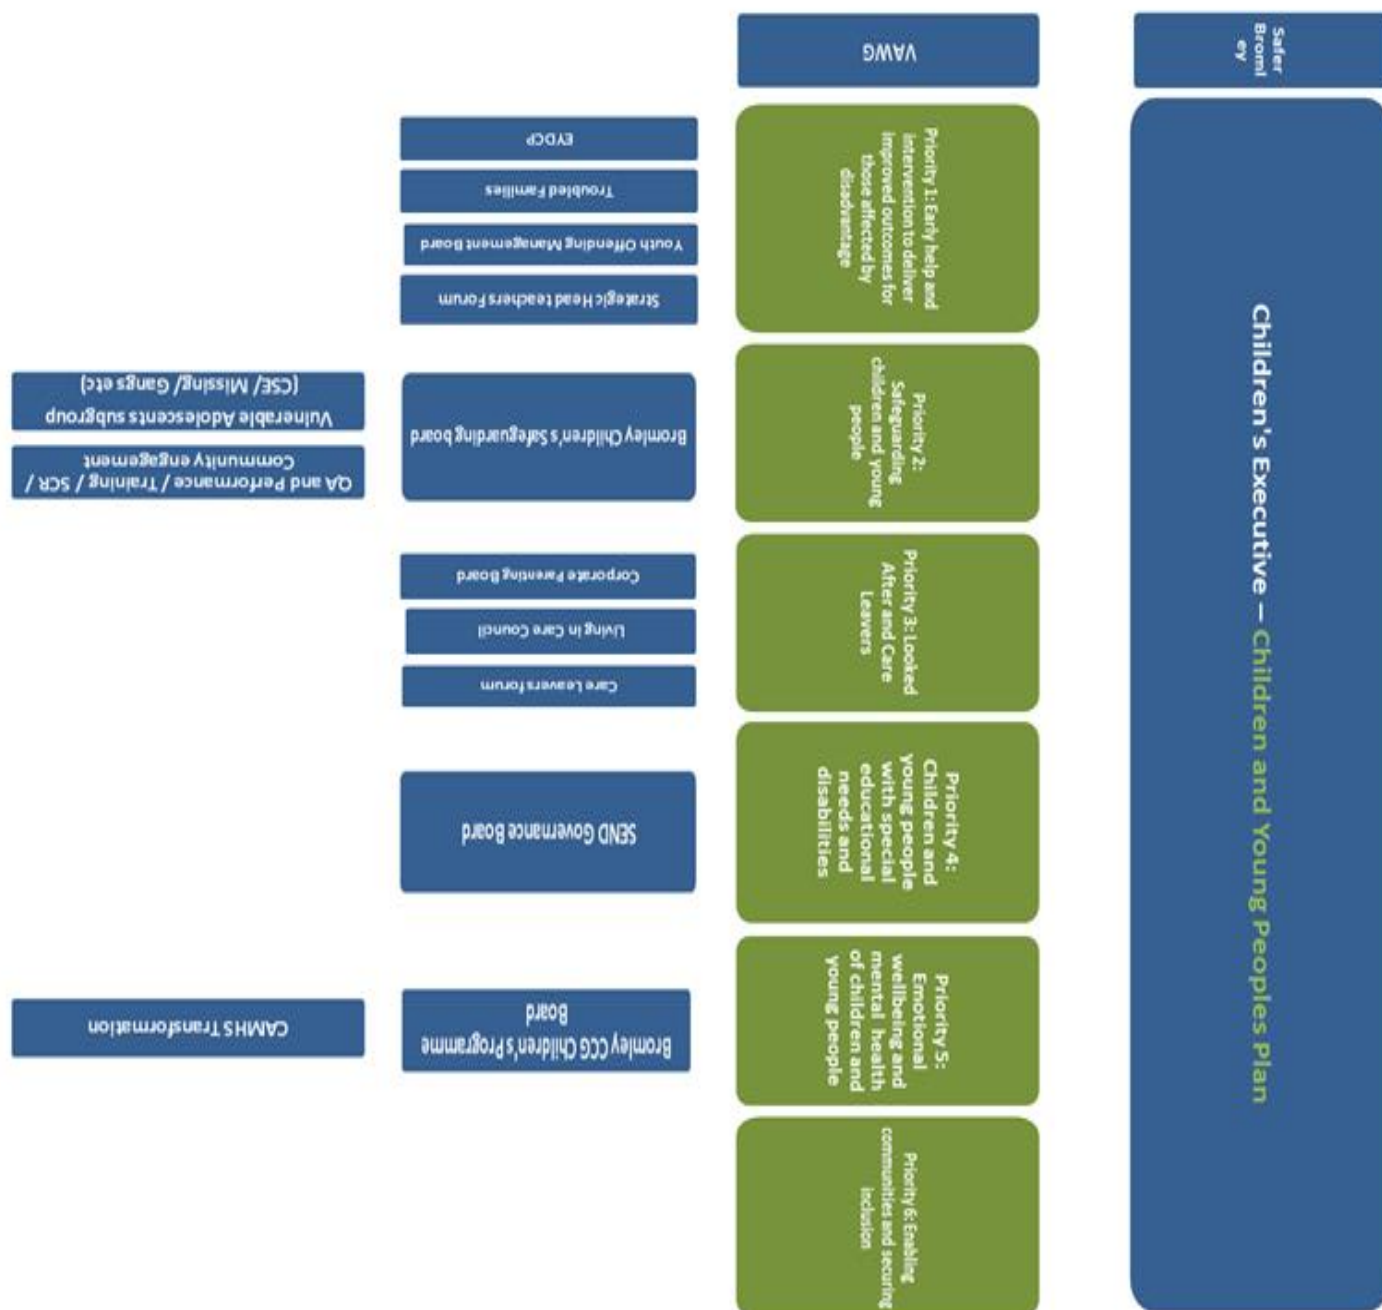 Safer
Broml
ey
Children's Executive – Children and Young Peoples Plan
VAWG
Priority 1: Early help and
intervention to deliver
improved outcomes for
those affected by
disadvantage
Priority 2:
Safeguarding
children and young
people
Priority 3: Looked
After and Care
Leavers
Priority 4:
Children and
young people
with special
educational
needs and
disabilities
Priority 5:
Emotional
wellbeing and
mental health
of children and
young people
Priority 6: Enabling
communities and securing
inclusion
EYDCP
Troubled Families
Youth Offending Management Board
Strategic Head teachers Forum
Bromley Children's Safeguarding board
Corporate Parenting Board
Living in Care Council
Care Leavers forum
SEND Governance Board
Bromley CCG Children's Programme
Board
Vulnerable Adolescents subgroup
(CSE/ Missing/ Gangs etc)
QA and Performance / Training / SCR /
Community engagement
CAMHS Transformation